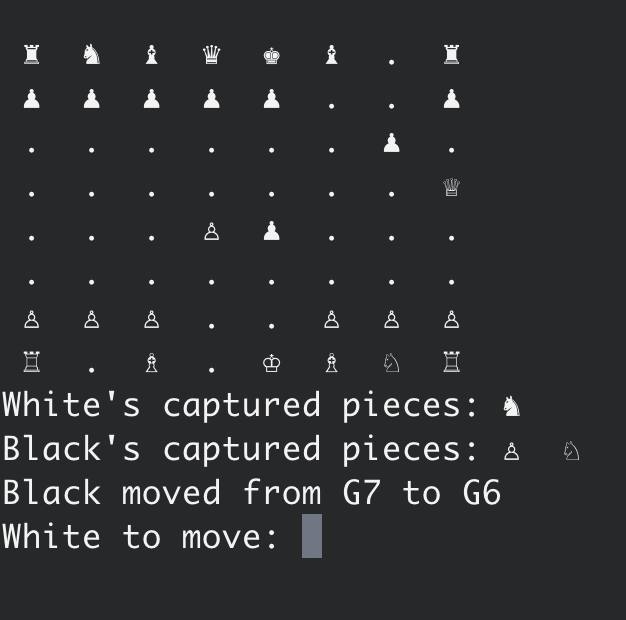 ♜ ♞ ♝ ♛ ♚ ♝ . ♜
♟ ♟ ♟ ♟ ♟ . . ♟
. . . . . . ♟ .
. . . . . . . ♕
. . . ♙ ♟ . . .
. . . . . . . .
♙ ♙ ♙ . . ♙ ♙ ♙
♖ . ♗ . ♔ ♗ ♘ ♖
White's captured pieces: ♞
Black's captured pieces: ♙ ♘
Black moved from G7 to G6
White to move: